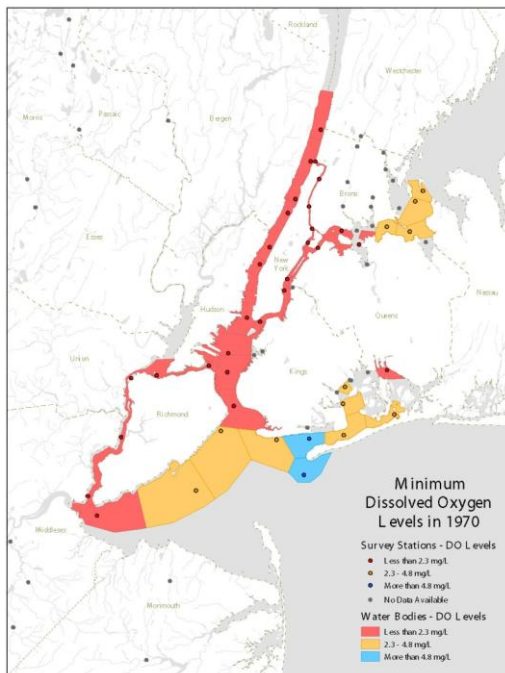 Rockland
Westchester
Morris
Passaic
Bergen
Bronx
Essex
New
York
Nassau
Hudson
Queens
Union
Kings
Richmond
Middlesex
Monmouth
Minimum
Dissolved Oxygen
Levels in 1970
Survey Stations - DO Levels
Less than 2.3 mg/L
2.3 - 4.8 mg/L
More than 4.8 mg/L
No Data Available
Water Bodies - DO Levels
Less than 2.3 mg/L
2.3 - 4.8 mg/L
More than 4.8 mg/L